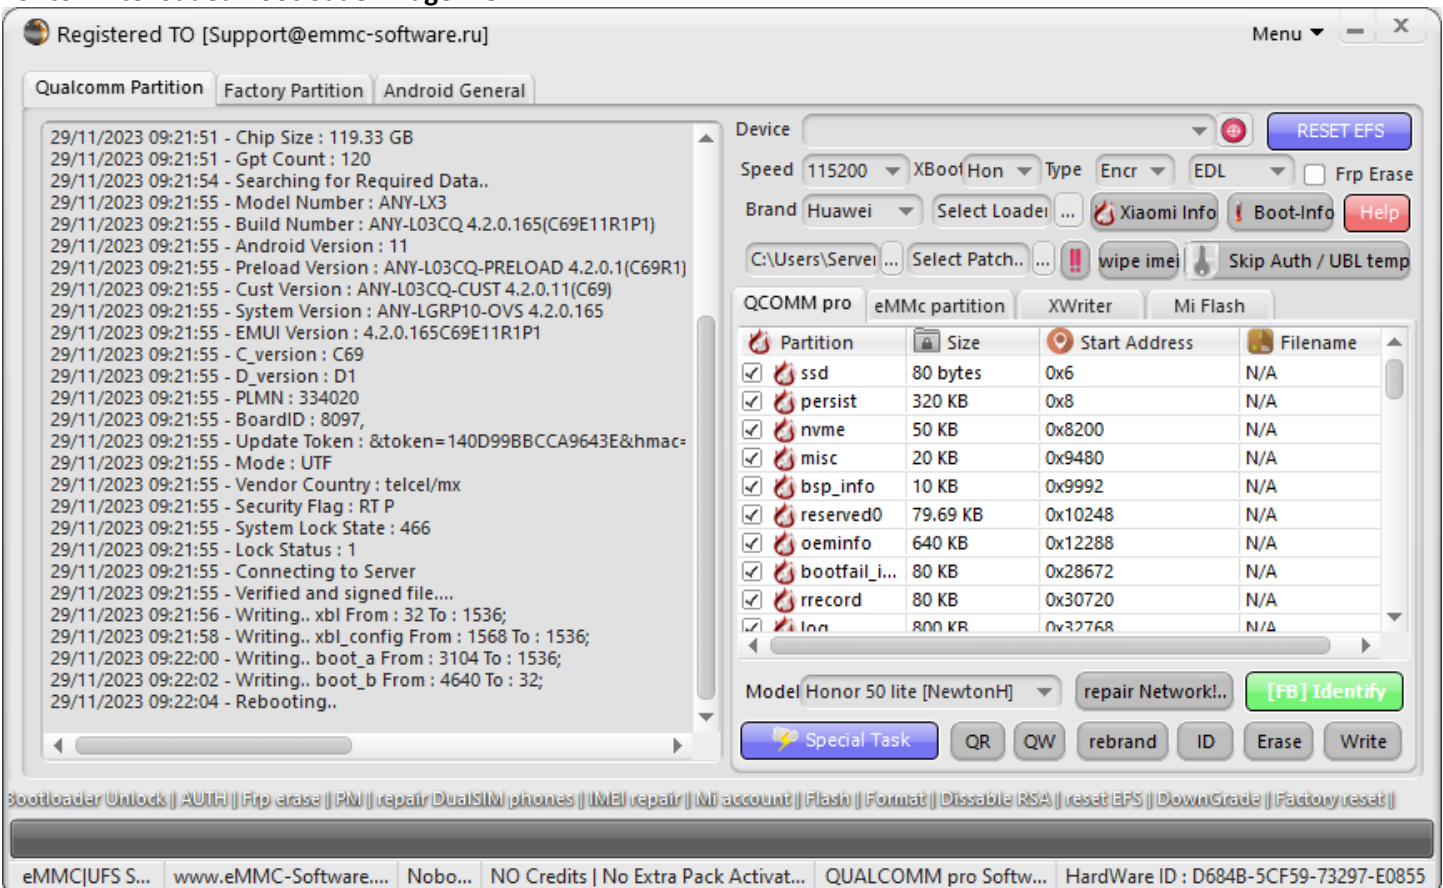 Registered TO [Support@emmc-software.ru]
Menu
X
Qualcomm Partition
Factory Partition
Android General
29/11/2023 09:21:51 - Chip Size : 119.33 GB
29/11/2023 09:21:51 - Gpt Count : 120
29/11/2023 09:21:54 - Searching for Required Data..
29/11/2023 09:21:55 - Model Number : ANY-LX3
29/11/2023 09:21:55 - Build Number : ANY-L03CQ 4.2.0.165(C69E11R1P1)
29/11/2023 09:21:55 - Android Version : 11
29/11/2023 09:21:55 - Preload Version : ANY-L03CQ-PRELOAD 4.2.0.1(C69R1)
29/11/2023 09:21:55 - Cust Version : ANY-L03CQ-CUST 4.2.0.11(C69)
29/11/2023 09:21:55 - System Version : ANY-LGRP10-OVS 4.2.0.165
29/11/2023 09:21:55 - EMUI Version : 4.2.0.165C69E11R1P1
29/11/2023 09:21:55 - C_version : C69
29/11/2023 09:21:55 - D_version : D1
29/11/2023 09:21:55 - PLMN : 334020
29/11/2023 09:21:55 - BoardID : 8097,
29/11/2023 09:21:55 - Update Token : &token=140D99BBCCA9643E&hmac=
29/11/2023 09:21:55 - Mode : UTF
29/11/2023 09:21:55 - Vendor Country : telcel/mx
29/11/2023 09:21:55 - Security Flag : RT P
29/11/2023 09:21:55 - System Lock State : 466
29/11/2023 09:21:55 - Lock Status : 1
29/11/2023 09:21:55 - Connecting to Server
29/11/2023 09:21:55 - Verified and signed file....
29/11/2023 09:21:56 - Writing.. xbl From : 32 To : 1536;
29/11/2023 09:21:58 - Writing.. xbl_config From : 1568 To : 1536;
29/11/2023 09:22:00 - Writing.. boot_a From : 3104 To : 1536;
29/11/2023 09:22:02 - Writing.. boot_b From : 4640 To : 32;
29/11/2023 09:22:04 - Rebooting..
Device
RESET EFS
Speed 115200 XBoot Hon Type Encr EDL Frp Erase
Brand Huawei Select Loader ... Xiaomi Info Boot-Info Help
C:\Users\Server ... Select Patch.. ... !! wipe imei Skip Auth / UBL temp
QCOMM pro
eMMc partition
XWriter
Mi Flash
Partition Size Start Address Filename
ssd 80 bytes 0x6 N/A
persist 320 KB 0x8 N/A
nvme 50 KB 0x8200 N/A
misc 20 KB 0x9480 N/A
bsp_info 10 KB 0x9992 N/A
reserved0 79.69 KB 0x10248 N/A
oeminfo 640 KB 0x12288 N/A
bootfail_i... 80 KB 0x28672 N/A
rrecord 80 KB 0x30720 N/A
log 800 KB 0x32768 N/A
Model Honor 50 lite [NewtonH] repair Network!.. [FB] Identify
Special Task QR QW rebrand ID Erase Write
Bootloader Unlock || AUTH || Frp erase || PM || repair DualSIM phones || IMEI repair || Mi account || Flash || Format || Dissable RSA || reset EFS || DownGrade || Factory reset ||
eMMC|UFS S... www.eMMC-Software.... Nobo... NO Credits | No Extra Pack Activat... QUALCOMM pro Softw... HardWare ID : D684B-5CF59-73297-E0855